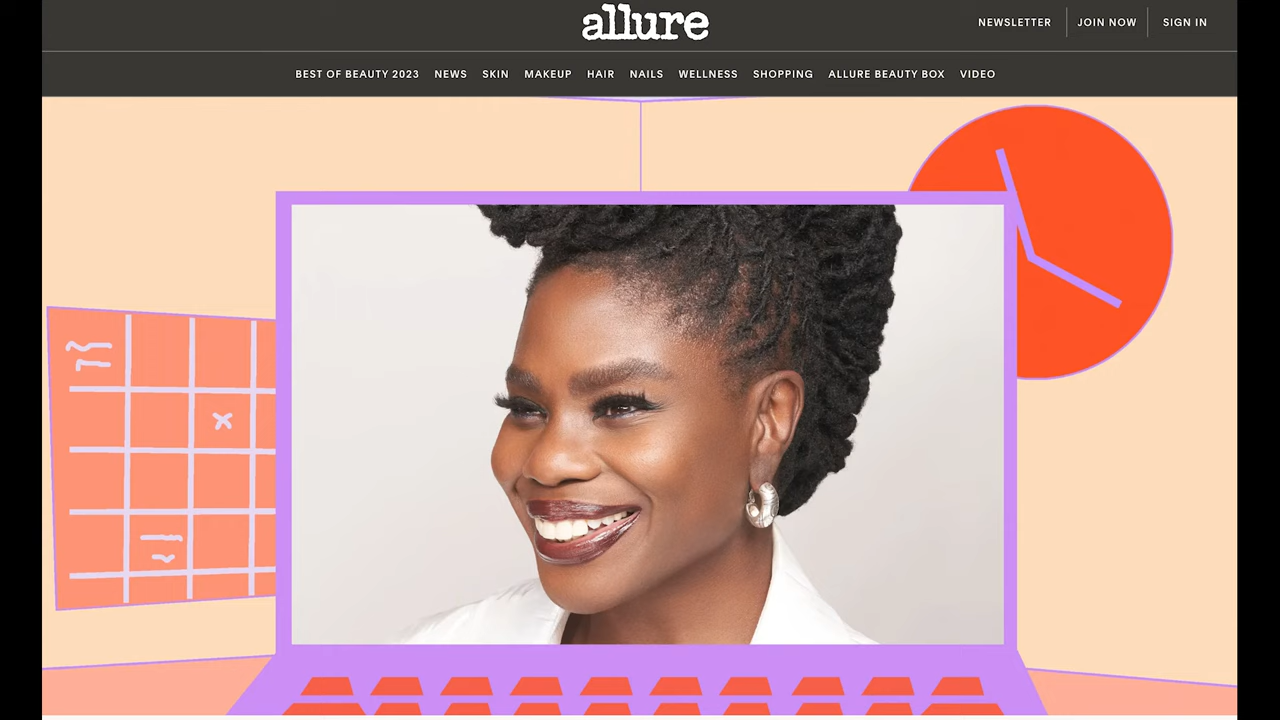 allure
NEWSLETTER JOIN NOW SIGN IN
BEST OF BEAUTY 2023 NEWS SKIN MAKEUP HAIR NAILS WELLNESS SHOPPING ALLURE BEAUTY BOX VIDEO